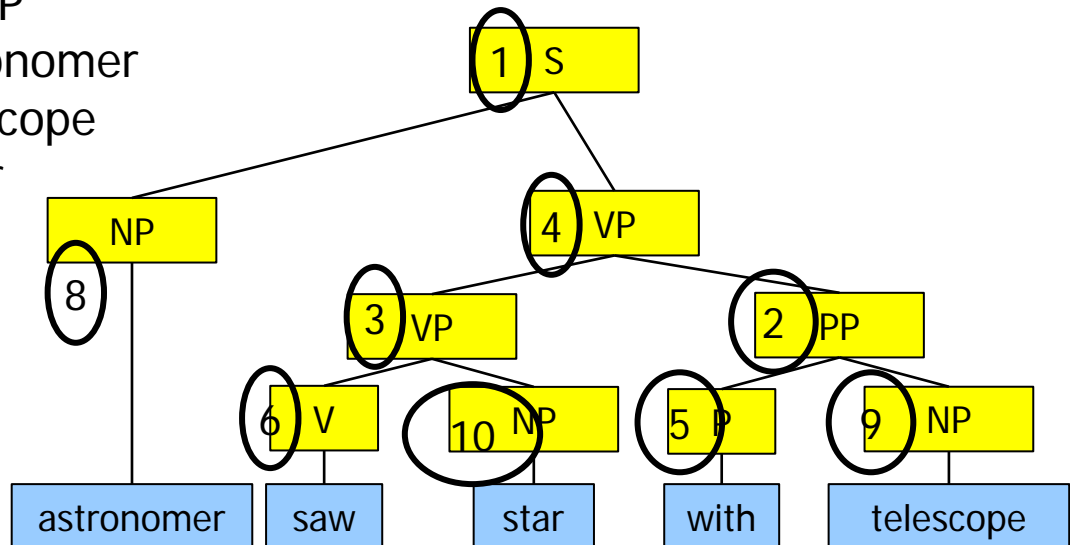 P
onomer
scope
1 S
NP
4 VP
8
3 VP
2 PP
6 V
10 NP
5 P
9 NP
astronomer saw star with telescope